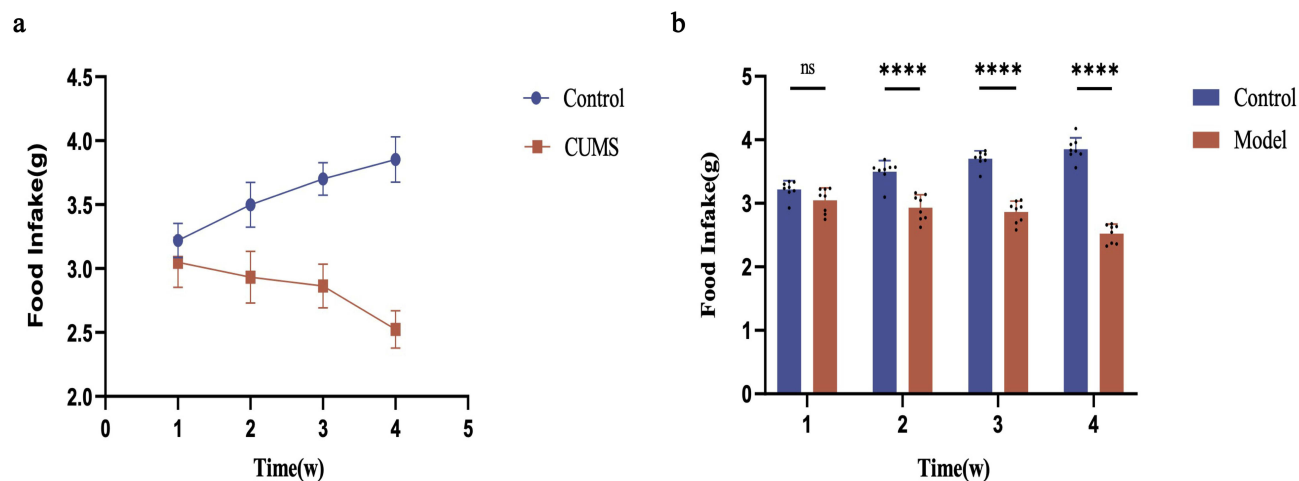 a
4.5
4.0
3.5
3.0
2.5
2.0
0 1 2 3 4 5
Food Infake(g)
Time(w)
Control
CUMS
b
ns **** **** ****
5
4
3
2
1
0
1 2 3 4
Food Infake(g)
Time(w)
Control
Model